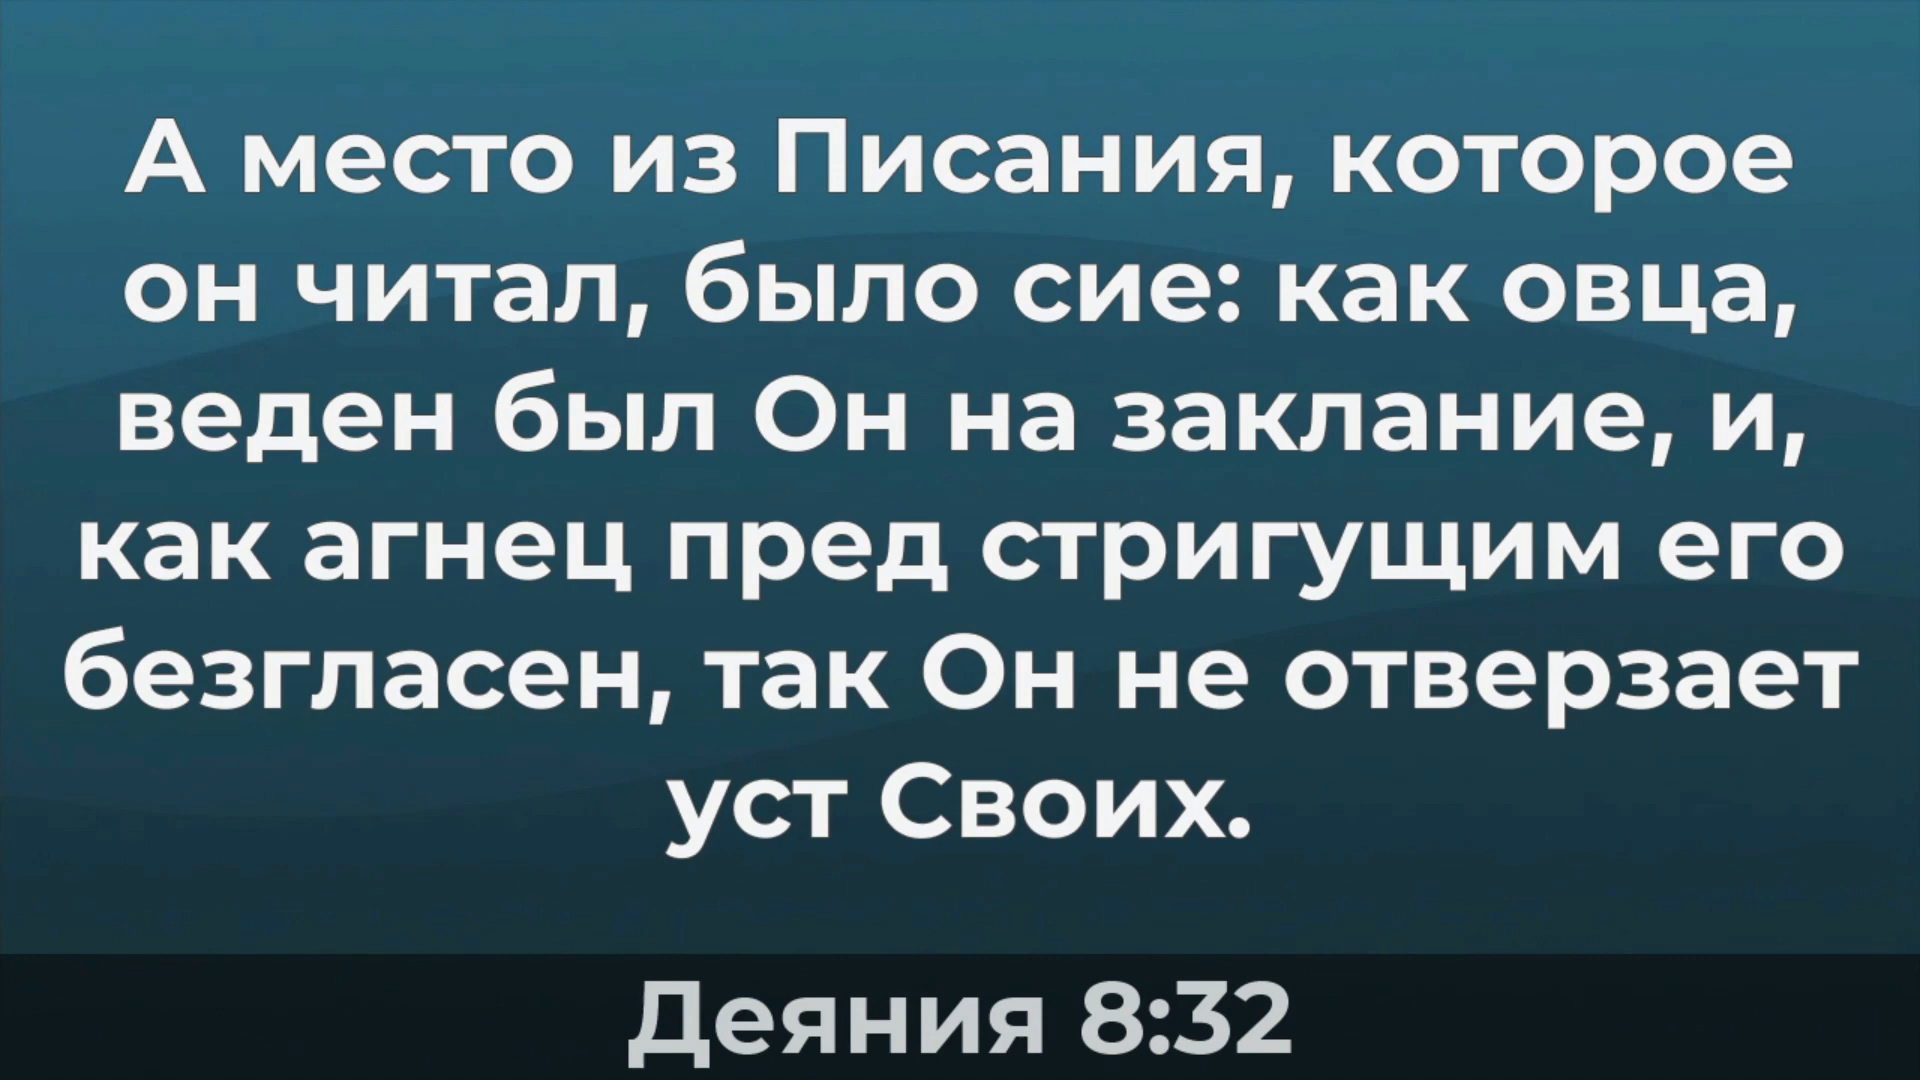 А место из Писания, которое
он читал, было сие: как овца,
веден был Он на заклание, и,
как агнец пред стригущим его
безгласен, так Он не отверзает
уст Своих.
Деяния 8:32